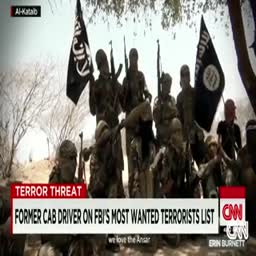 Al-Kataib
TERROR THREAT
FORMER CAB DRIVER ON FBI'S MOST WANTED TERRORISTS LIST
CNN
CNN
ERIN BURNETT
we love the Ansar